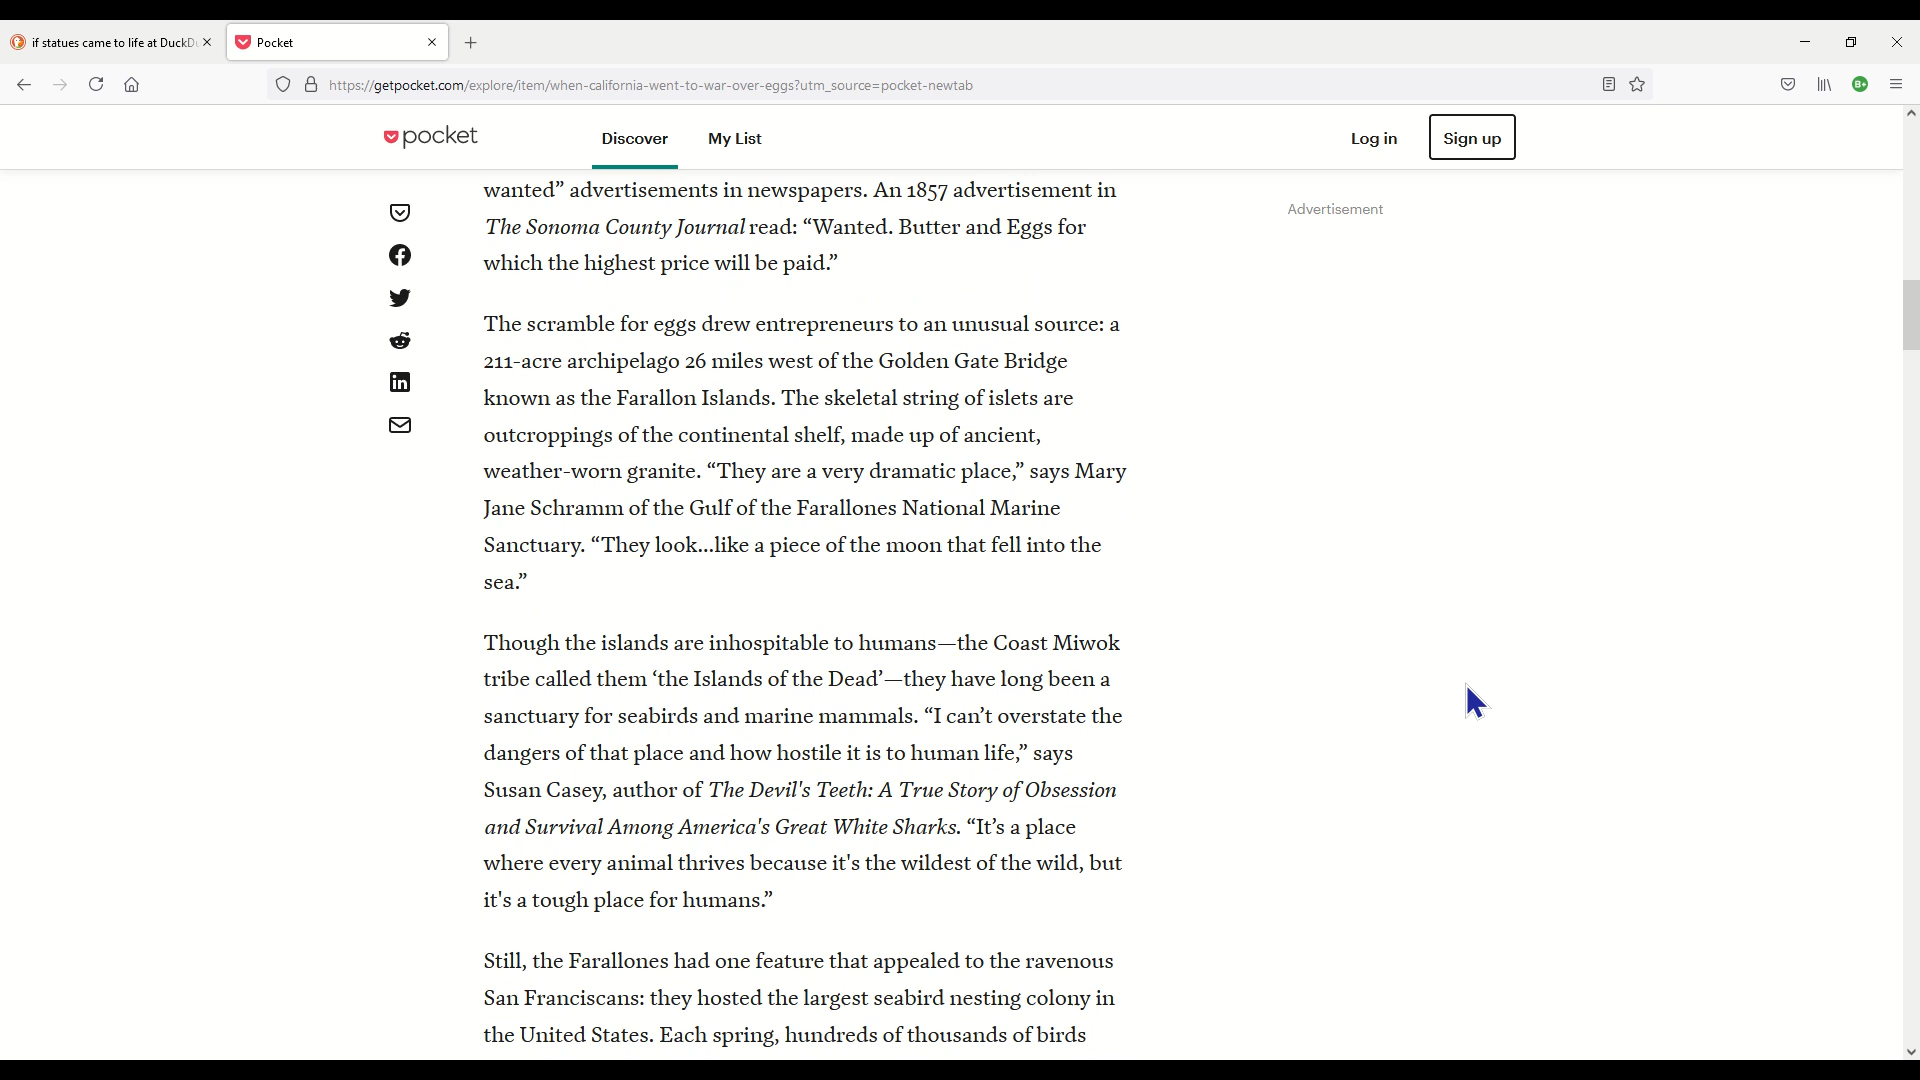 if statues came to life at DuckDu
Pocket
https://getpocket.com/explore/item/when-california-went-to-war-over-eggs?utm_source=pocket-newtab
pocket
Discover
My List
Log in
Sign up
wanted” advertisements in newspapers. An 1857 advertisement in
The Sonoma County Journal read: “Wanted. Butter and Eggs for
which the highest price will be paid.”
Advertisement
The scramble for eggs drew entrepreneurs to an unusual source: a
211-acre archipelago 26 miles west of the Golden Gate Bridge
known as the Farallon Islands. The skeletal string of islets are
outcroppings of the continental shelf, made up of ancient,
weather-worn granite. “They are a very dramatic place,” says Mary
Jane Schramm of the Gulf of the Farallones National Marine
Sanctuary. “They look...like a piece of the moon that fell into the
sea.”
Though the islands are inhospitable to humans—the Coast Miwok
tribe called them ‘the Islands of the Dead’—they have long been a
sanctuary for seabirds and marine mammals. “I can’t overstate the
dangers of that place and how hostile it is to human life,” says
Susan Casey, author of The Devil's Teeth: A True Story of Obsession
and Survival Among America's Great White Sharks. “It’s a place
where every animal thrives because it's the wildest of the wild, but
it's a tough place for humans.”
Still, the Farallones had one feature that appealed to the ravenous
San Franciscans: they hosted the largest seabird nesting colony in
the United States. Each spring, hundreds of thousands of birds